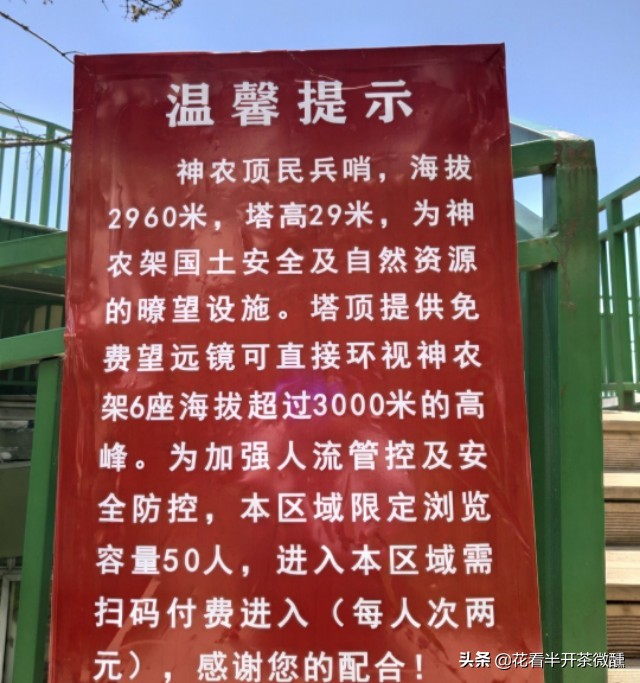 温馨提示
神农顶民兵哨，海拔
2960米，塔高29米，为神
农架国土安全及自然资源
的瞭望设施。塔顶提供免
费望远镜可直接环视神农
架6座海拔超过3000米的高
峰。为加强人流管控及安
全防控，本区域限定浏览
容量50人，进入本区域需
扫码付费进入（每人次两
元），感谢您的配合！
头条 @花看半开茶微醺